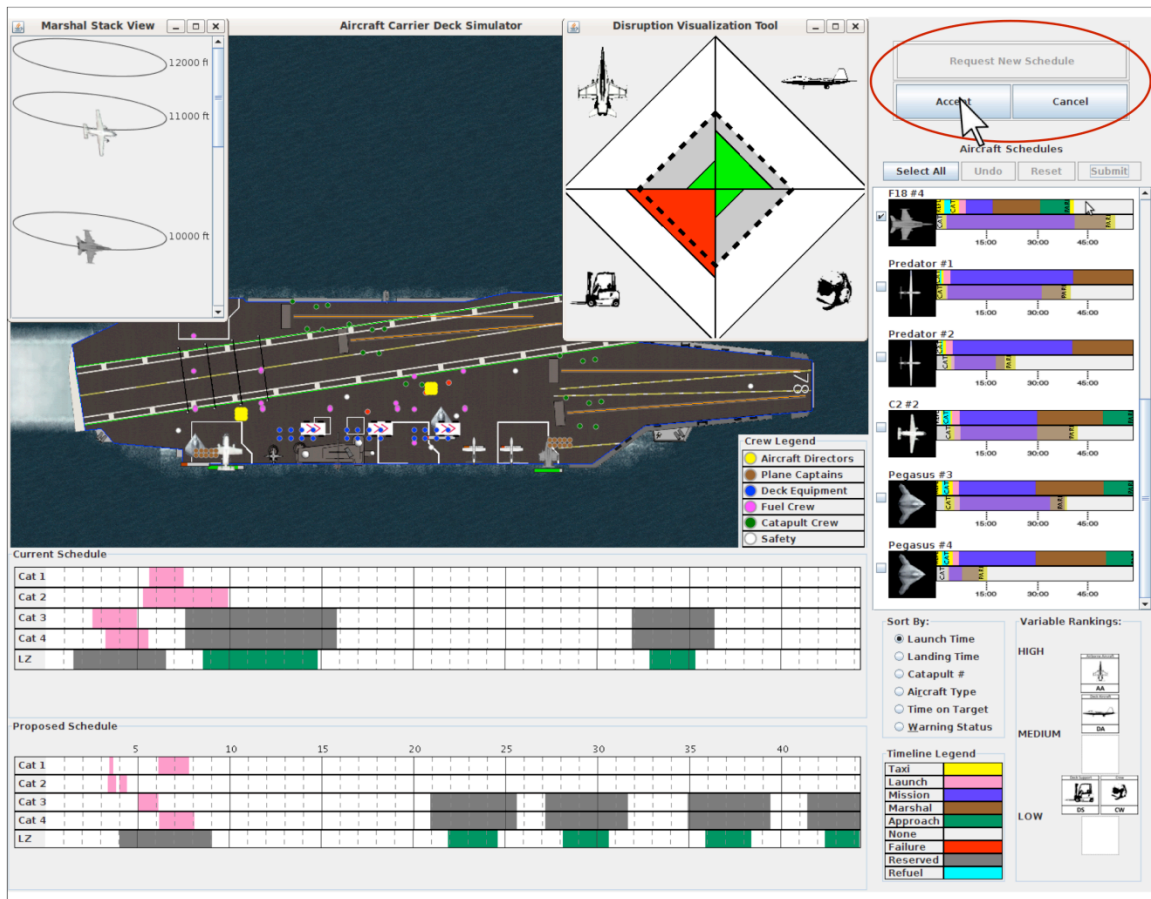 Marshal Stack View
Aircraft Carrier Deck Simulator
Disruption Visualization Tool
12000 ft
11000 ft
10000 ft
Request New Schedule
Accept
Cancel
Aircraft Schedules
Select All
Undo
Reset
Submit
F18 #4
15:00 30:00 45:00
Predator #1
15:00 30:00 45:00
Predator #2
15:00 30:00 45:00
C2 #2
15:00 30:00 45:00
Pegasus #3
15:00 30:00 45:00
Pegasus #4
15:00 30:00 45:00
78
Crew Legend
Aircraft Directors
Plane Captains
Deck Equipment
Fuel Crew
Catapult Crew
Safety
Current Schedule
Cat 1
Cat 2
Cat 3
Cat 4
LZ
Proposed Schedule
5 10 15 20 25 30 35 40
Cat 1
Cat 2
Cat 3
Cat 4
LZ
Sort By:
Launch Time
Landing Time
Catapult #
Aircraft Type
Time on Target
Warning Status
Timeline Legend
Taxi
Launch
Mission
Marshal
Approach
None
Failure
Reserved
Refuel
Variable Rankings:
HIGH
AA
DA
MEDIUM
Deck Support
DS
Crew
CW
LOW